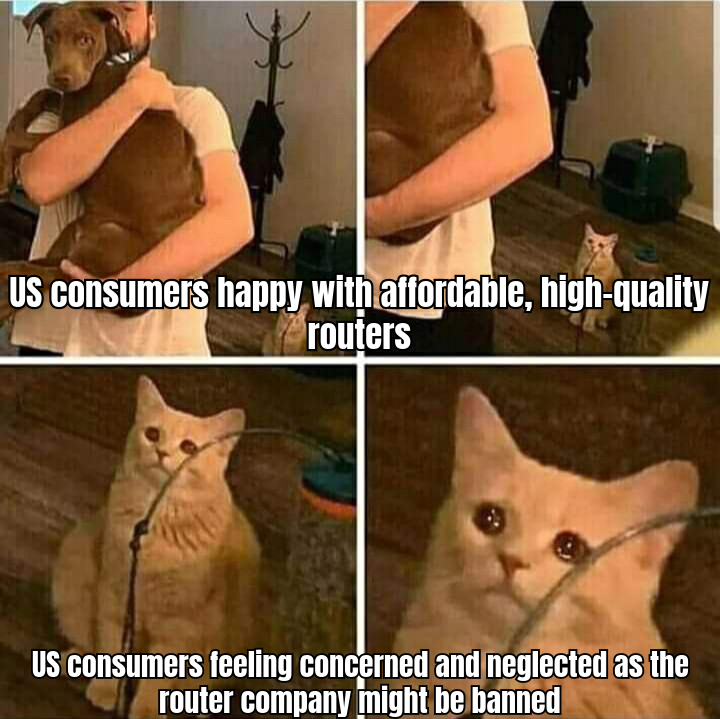 US consumers happy with affordable, high-quality
routers
US consumers feeling concerned and neglected as the
router company might be banned